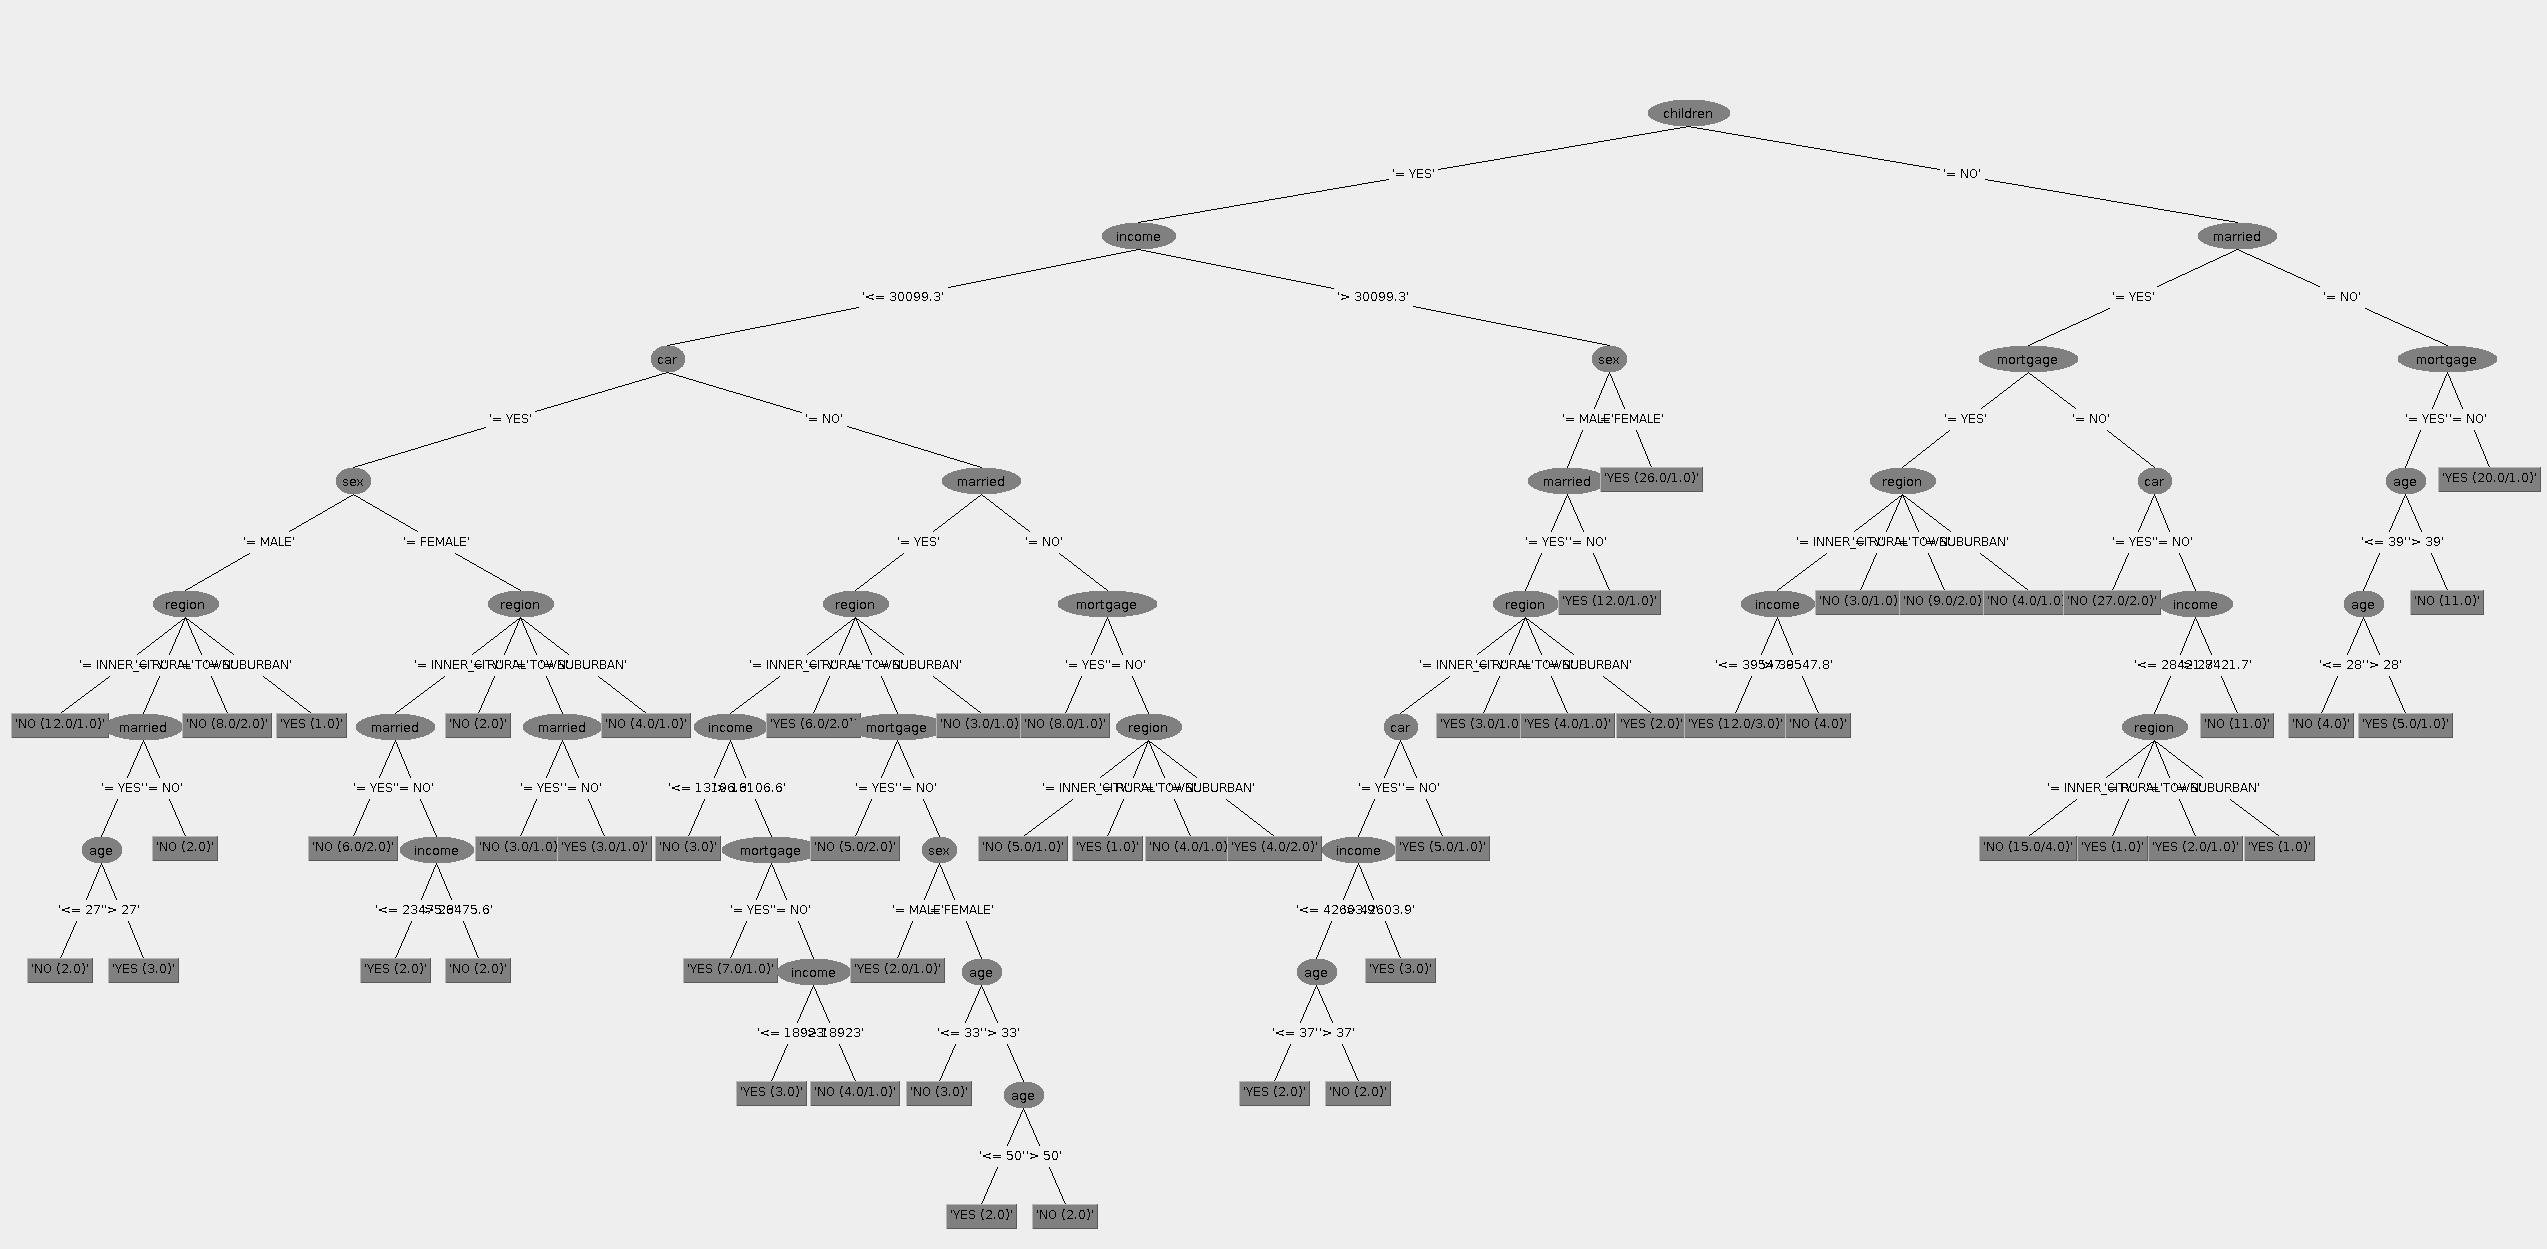 children
'= YES' '= NO'
income married
'<= 30099.3' '> 30099.3' '= YES' '= NO'
car sex mortgage mortgage
'= YES' '= NO' '= MALE' '= FEMALE' '= YES' '= NO' '= YES' '= NO'
sex married married 'YES (26.0/1.0)' region car age 'YES (20.0/1.0)'
'= MALE' '= FEMALE' '= YES' '= NO' '= YES' '= NO' '= INNER_CITY' '= RURAL' '= TOWN' '= SUBURBAN' '= YES' '= NO' '<= 39' '> 39'
region region region mortgage region 'YES (12.0/1.0)' income 'NO (3.0/1.0) 'NO (9.0/2.0) 'NO (4.0/1.0) 'NO (27.0/2.0)' income age 'NO (11.0)'
'= INNER_CITY' '= RURAL' '= TOWN' '= SUBURBAN' '= INNER_CITY' '= RURAL' '= TOWN' '= SUBURBAN' '= INNER_CITY' '= RURAL' '= TOWN' '= SUBURBAN' '= YES' '= NO' '= INNER_CITY' '= RURAL' '= TOWN' '= SUBURBAN' '<= 39547.8' '> 39547.8' '<= 28421.7' '> 28421.7' '<= 28' '> 28'
'NO (12.0/1.0)' married 'NO (8.0/2.0)' 'YES (1.0)' married 'NO (2.0)' married 'NO (4.0/1.0)' income 'YES (6.0/2.0)' mortgage 'NO (3.0/1.0) 'NO (8.0/1.0)' region car 'YES (3.0/1.0 'YES (4.0/1.0)' 'YES (2.0)' 'YES (12.0/3.0)' 'NO (4.0)' region 'NO (11.0)' 'NO (4.0)' 'YES (5.0/1.0)'
'= YES' '= NO' '= YES' '= NO' '= YES' '= NO' '<= 13106.6' '> 13106.6' '= YES' '= NO' '= INNER_CITY' '= RURAL' '= TOWN' '= SUBURBAN' '= YES' '= NO' '= INNER_CITY' '= RURAL' '= TOWN' '= SUBURBAN'
age 'NO (2.0)' 'NO (6.0/2.0)' income 'NO (3.0/1.0) 'YES (3.0/1.0)' 'NO (3.0)' mortgage 'NO (5.0/2.0)' sex 'NO (5.0/1.0)' 'YES (1.0)' 'NO (4.0/1.0) 'YES (4.0/2.0)' income 'YES (5.0/1.0)' 'NO (15.0/4.0)' 'YES (1.0)' 'YES (2.0/1.0)' 'YES (1.0)'
'<= 27' '> 27' '<= 23475.6' '> 23475.6' '= YES' '= NO' '= MALE' '= FEMALE' '<= 42603.9' '> 42603.9'
'NO (2.0)' 'YES (3.0)' 'YES (2.0)' 'NO (2.0)' 'YES (7.0/1.0)' income 'YES (2.0/1.0)' age age 'YES (3.0)'
'<= 18923' '> 18923' '<= 33' '> 33' '<= 37' '> 37'
'YES (3.0)' 'NO (4.0/1.0)' 'NO (3.0)' age 'YES (2.0)' 'NO (2.0)'
'<= 50' '> 50'
'YES (2.0)' 'NO (2.0)'